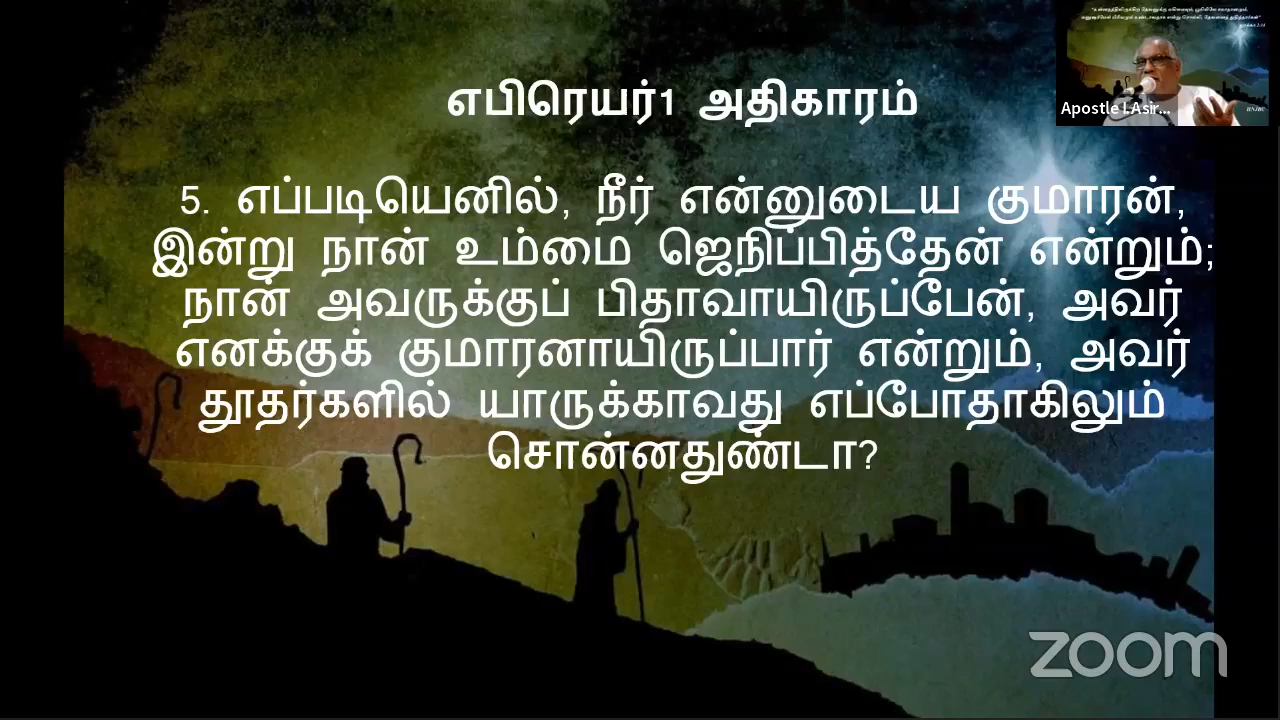 எபிரெயர்1 அதிகாரம்
5. எப்படியெனில், நீர் என்னுடைய குமாரன்,
இன்று நான் உம்மை ஜெநிப்பித்தேன் என்றும்;
நான் அவருக்குப் பிதாவாயிருப்பேன், அவர்
எனக்குக் குமாரனாயிருப்பார் என்றும், அவர்
தூதர்களில் யாருக்காவது எப்போதாகிலும்
சொன்னதுண்டா?
Apostle I.Asir...
zoom